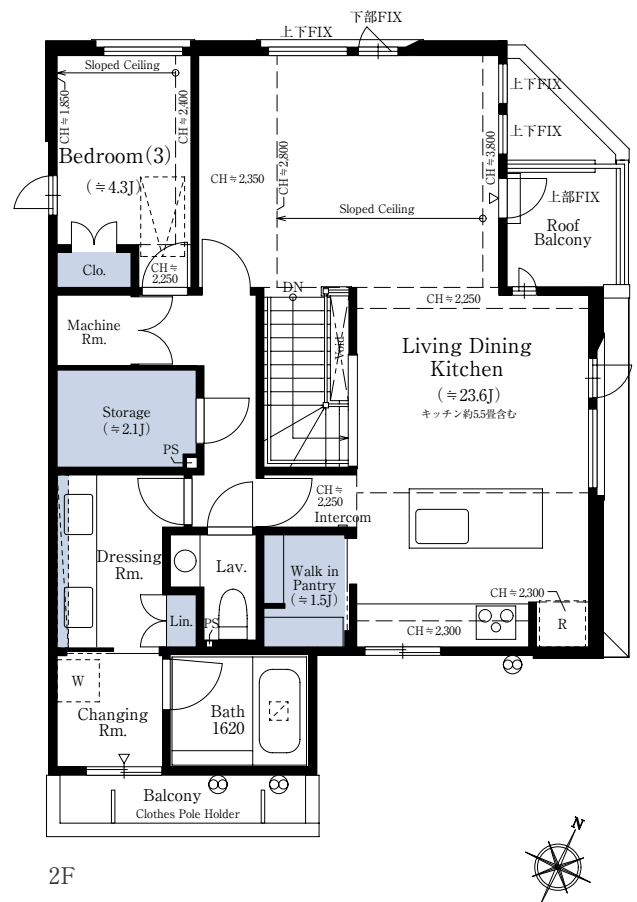 下部FIX
上下FIX
Sloped Ceiling
CH≒1,850
CH≒2,400
Bedroom(3)
(≒4.3J)
CH≒2,350
CH≒2,800
CH≒3,800
Sloped Ceiling
上下FIX
上下FIX
上部FIX
Roof
Balcony
Clo.
CH≒
2,250
DN
CH≒2,250
Machine
Rm.
Void
Living Dining
Kitchen
(≒23.6J)
キッチン約5.5畳含む
Storage
(≒2.1J)
PS
CH≒
2,250
Intercom
Dressing
Rm.
Lav.
Walk in
Pantry
(≒1.5J)
Lin.
PS
CH≒2,300
CH≒2,300
R
W
Changing
Rm.
Bath
1620
Balcony
Clothes Pole Holder
N
2F